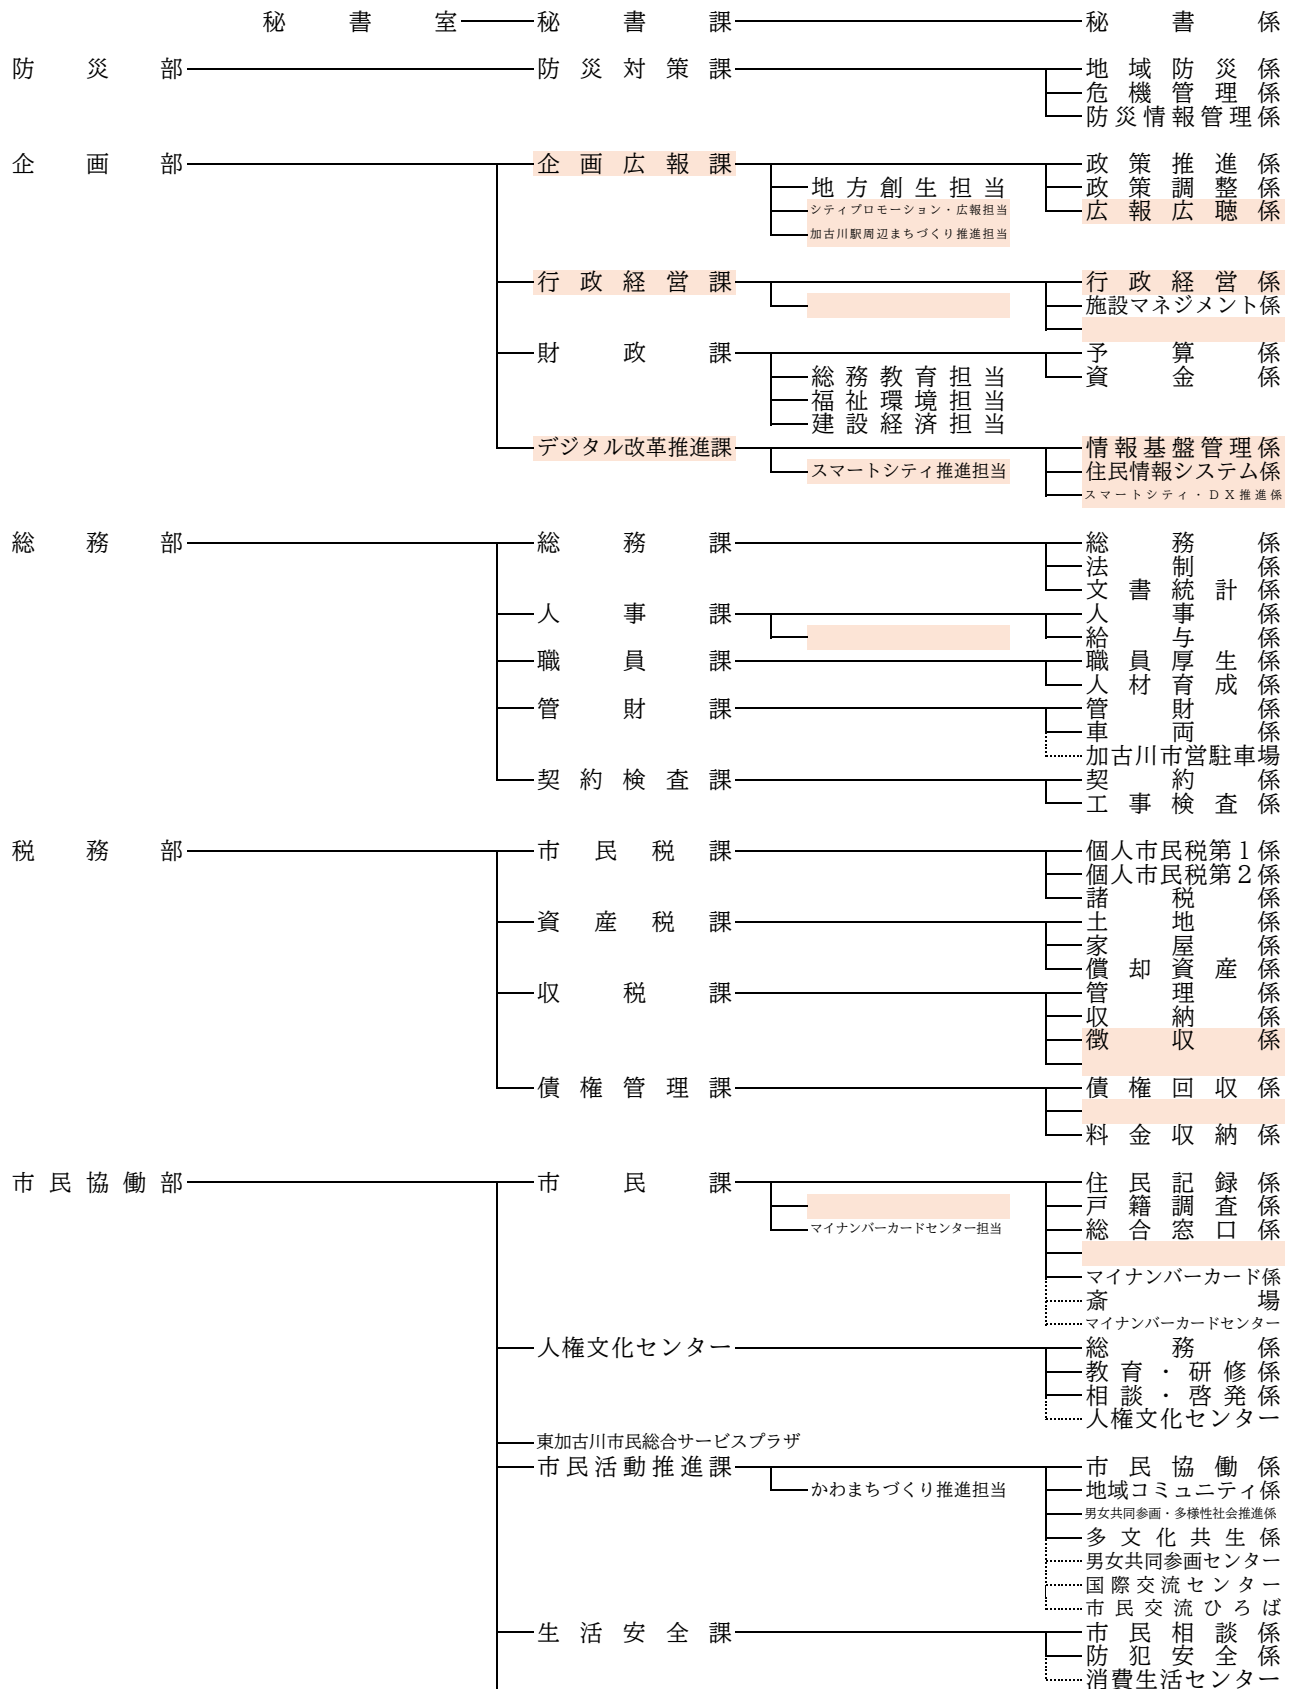 秘書室 秘書課 秘書係
防災部 防災対策課 地域防災係
危機管理係
防災情報管理係
企画部 企画広報課 政策推進係
地方創生担当 政策調整係
シティプロモーション・広報担当 広報広聴係
加古川駅周辺まちづくり推進担当
行政経営課 行政経営係
施設マネジメント係
財政課 予算係
総務教育担当 資金係
福祉環境担当
建設経済担当
デジタル改革推進課 情報基盤管理係
スマートシティ推進担当 住民情報システム係
スマートシティ・DX推進係
総務部 総務課 総務係
法制係
文書統計係
人事課 人事係
給与係
職員課 職員厚生係
人材育成係
管財課 管財係
車両係
加古川市営駐車場
契約検査課 契約係
工事検査係
税務部 市民税課 個人市民税第1係
個人市民税第2係
諸税係
資産税課 土地係
家屋係
償却資産係
収税課 管理係
収納係
徴収係
債権管理課 債権回収係
料金収納係
市民協働部 市民課 住民記録係
戸籍調査係
マイナンバーカードセンター担当 総合窓口係
マイナンバーカード係
斎場
マイナンバーカードセンター
人権文化センター 総務係
教育・研修係
相談・啓発係
人権文化センター
東加古川市民総合サービスプラザ
市民活動推進課 市民協働係
かわまちづくり推進担当 地域コミュニティ係
男女共同参画・多様性社会推進係
多文化共生係
男女共同参画センター
国際交流センター
市民交流ひろば
生活安全課 市民相談係
防犯安全係
消費生活センター